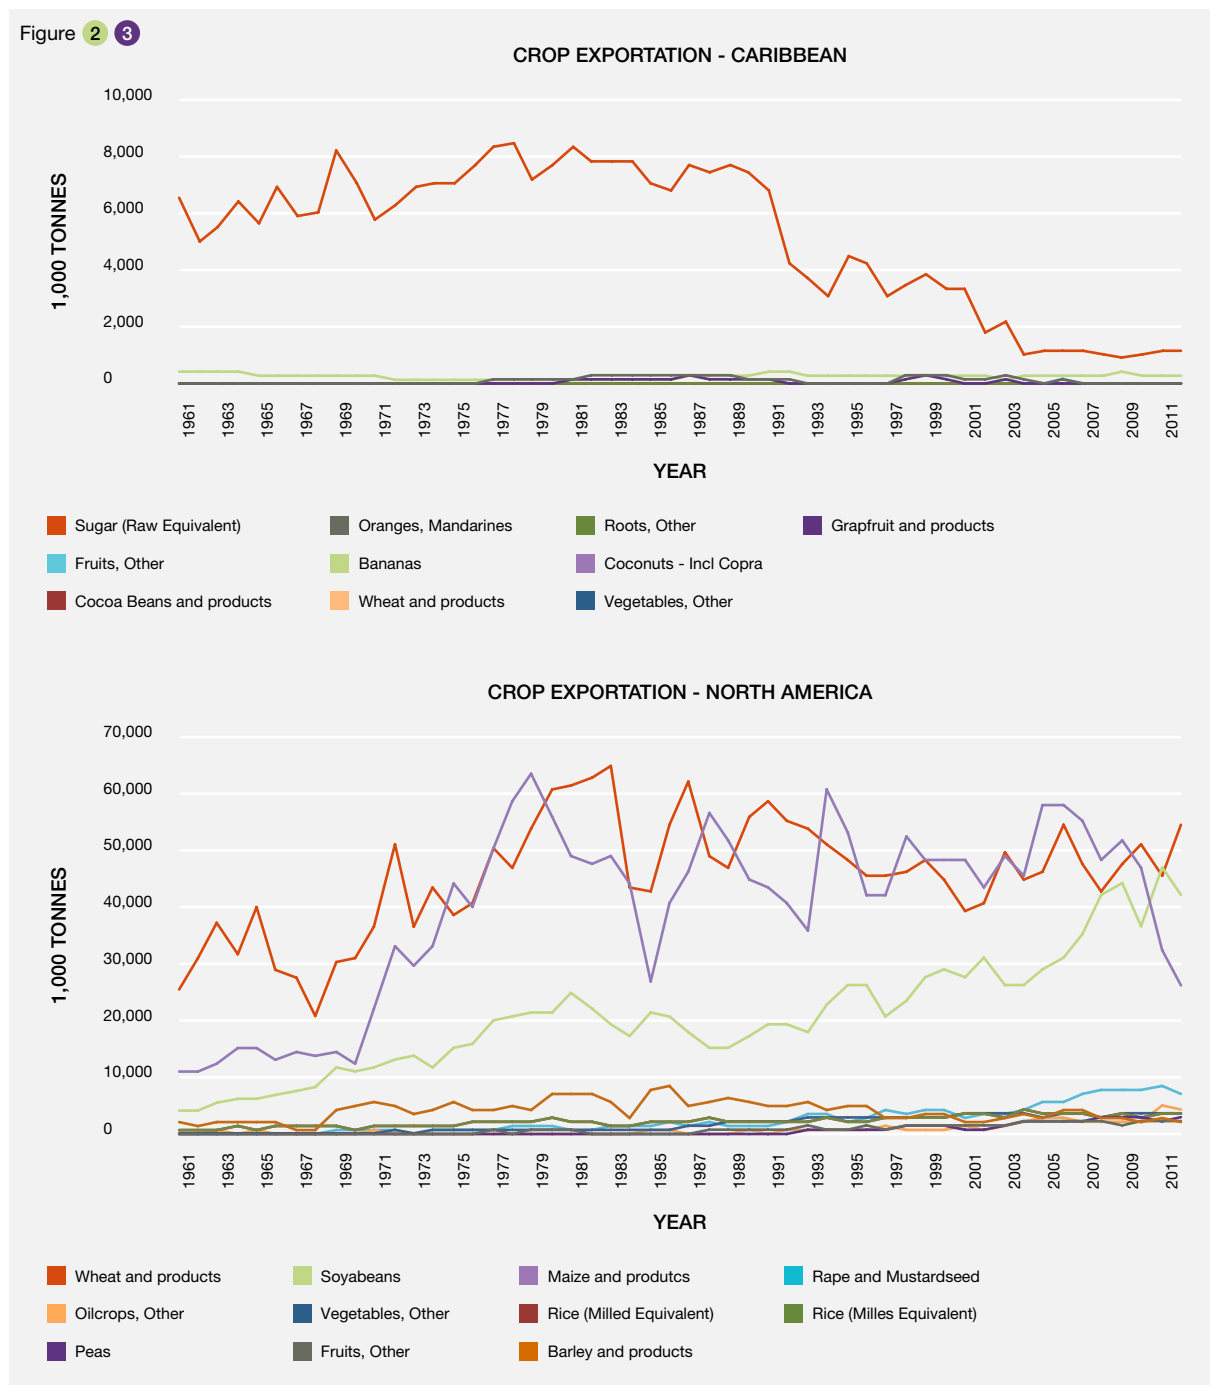 Figure 2 3
CROP EXPORTATION - CARIBBEAN
10,000
8,000
6,000
4,000
2,000
0
1,000 TONNES
1961 1963 1965 1967 1969 1971 1973 1975 1977 1979 1981 1983 1985 1987 1989 1991 1993 1995 1997 1999 2001 2003 2005 2007 2009 2011
YEAR
Sugar (Raw Equivalent) Oranges, Mandarines Roots, Other Grapfruit and products
Fruits, Other Bananas Coconuts - Incl Copra
Cocoa Beans and products Wheat and products Vegetables, Other
CROP EXPORTATION - NORTH AMERICA
70,000
60,000
50,000
40,000
30,000
20,000
10,000
0
1,000 TONNES
1961 1963 1965 1967 1969 1971 1973 1975 1977 1979 1981 1983 1985 1987 1989 1991 1993 1995 1997 1999 2001 2003 2005 2007 2009 2011
YEAR
Wheat and products Soyabeans Maize and produtcs Rape and Mustardseed
Oilcrops, Other Vegetables, Other Rice (Milled Equivalent) Rice (Milles Equivalent)
Peas Fruits, Other Barley and products